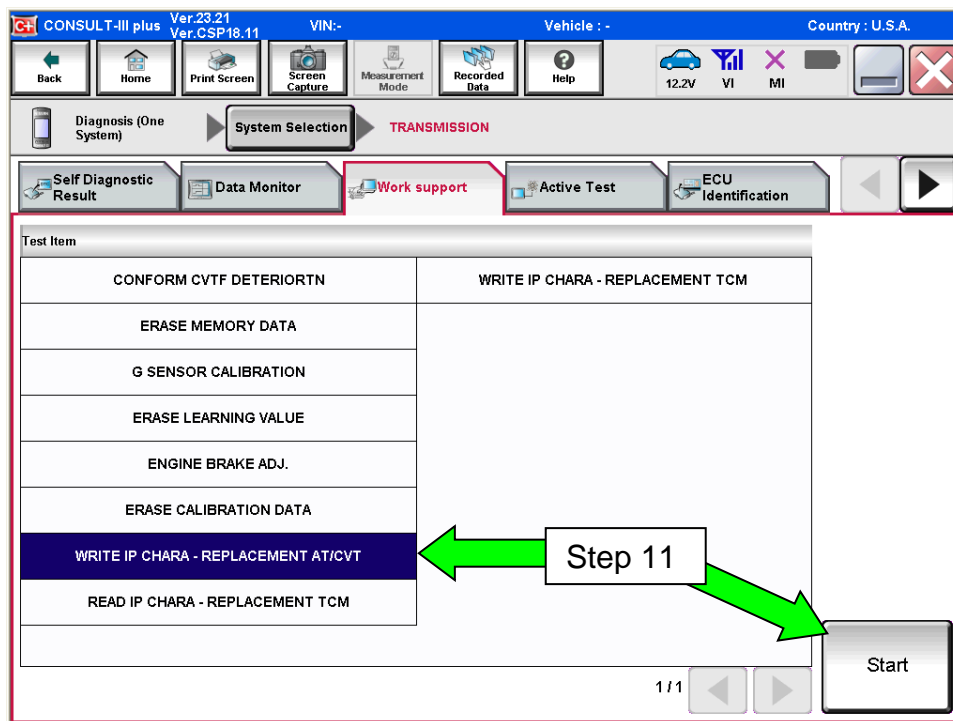 C+ CONSULT-III plus Ver.23.21
Ver.CSP18.11 VIN:- Vehicle : - Country : U.S.A.
Back Home Print Screen Screen Capture Measurement Mode Recorded Data Help 12.2V VI MI
Diagnosis (One System) System Selection TRANSMISSION
Self Diagnostic Result Data Monitor Work support Active Test ECU Identification
Test Item
CONFORM CVTF DETERIORTN WRITE IP CHARA - REPLACEMENT TCM
ERASE MEMORY DATA
G SENSOR CALIBRATION
ERASE LEARNING VALUE
ENGINE BRAKE ADJ.
ERASE CALIBRATION DATA
WRITE IP CHARA - REPLACEMENT AT/CVT
Step 11
READ IP CHARA - REPLACEMENT TCM
Start
1/1